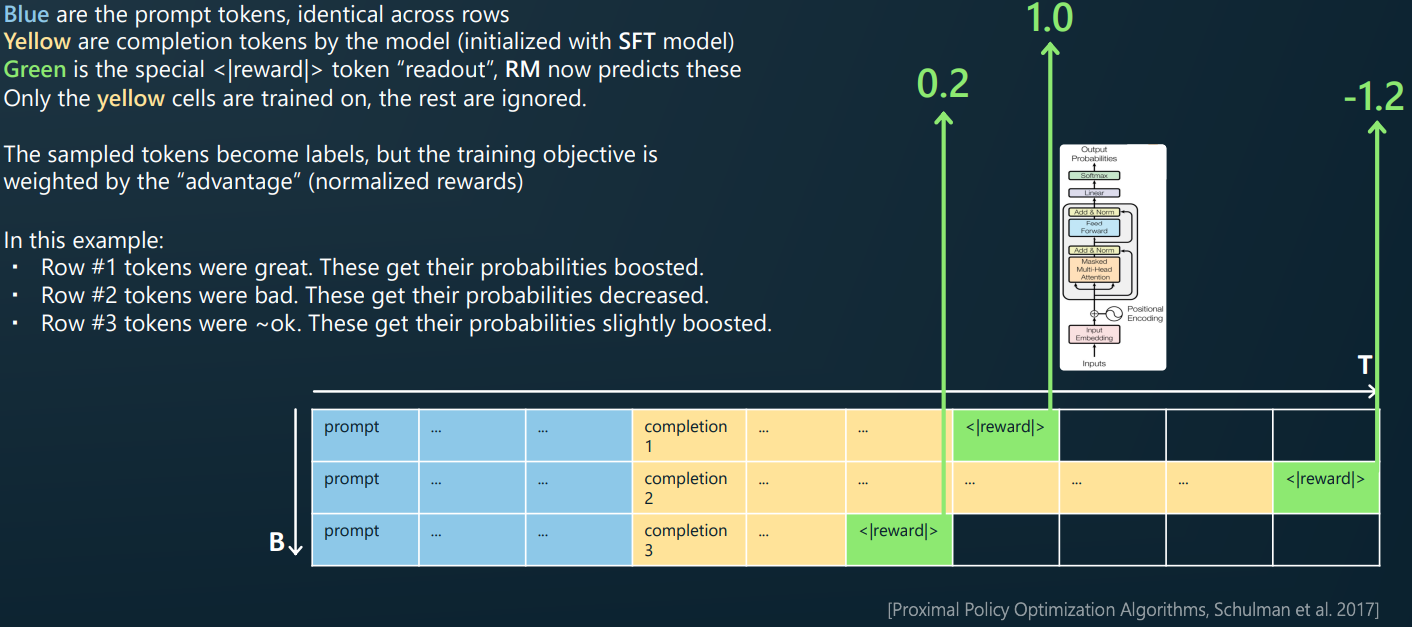 Blue are the prompt tokens, identical across rows
Yellow are completion tokens by the model (initialized with SFT model)
Green is the special <|reward|> token “readout”, RM now predicts these
Only the yellow cells are trained on, the rest are ignored.
The sampled tokens become labels, but the training objective is
weighted by the “advantage” (normalized rewards)
In this example:
· Row #1 tokens were great. These get their probabilities boosted.
· Row #2 tokens were bad. These get their probabilities decreased.
· Row #3 tokens were ~ok. These get their probabilities slightly boosted.
1.0
0.2
-1.2
Output
Probabilities
Softmax
Linear
Add & Norm
Feed
Forward
Add & Norm
Masked
Multi-Head
Attention
Positional
Encoding
Input
Embedding
Inputs
T
B
prompt ... ... completion 1 ... ... <|reward|>
prompt ... ... completion 2 ... ... ... ... ... <|reward|>
prompt ... ... completion 3 ... <|reward|>
[Proximal Policy Optimization Algorithms, Schulman et al. 2017]